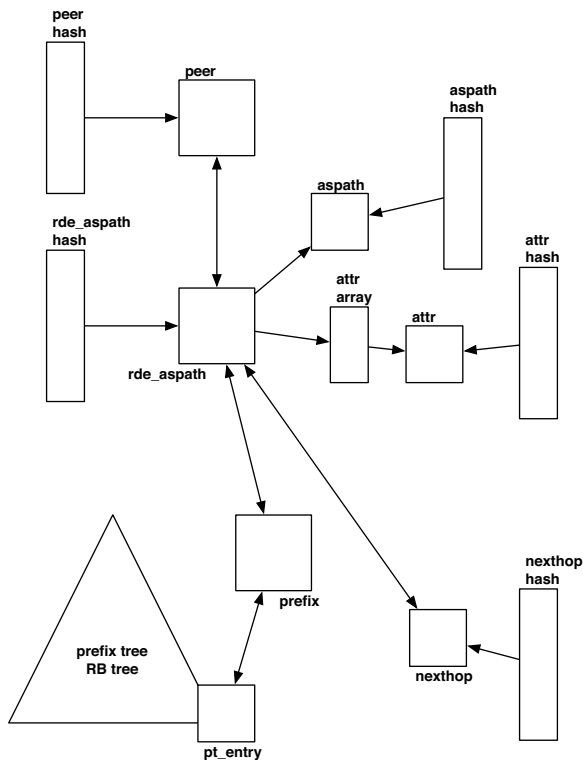 peer
hash
peer
aspath
hash
aspath
rde_aspath
hash
attr
hash
attr
array
attr
rde_aspath
nexthop
hash
prefix
prefix tree
RB tree
nexthop
pt_entry